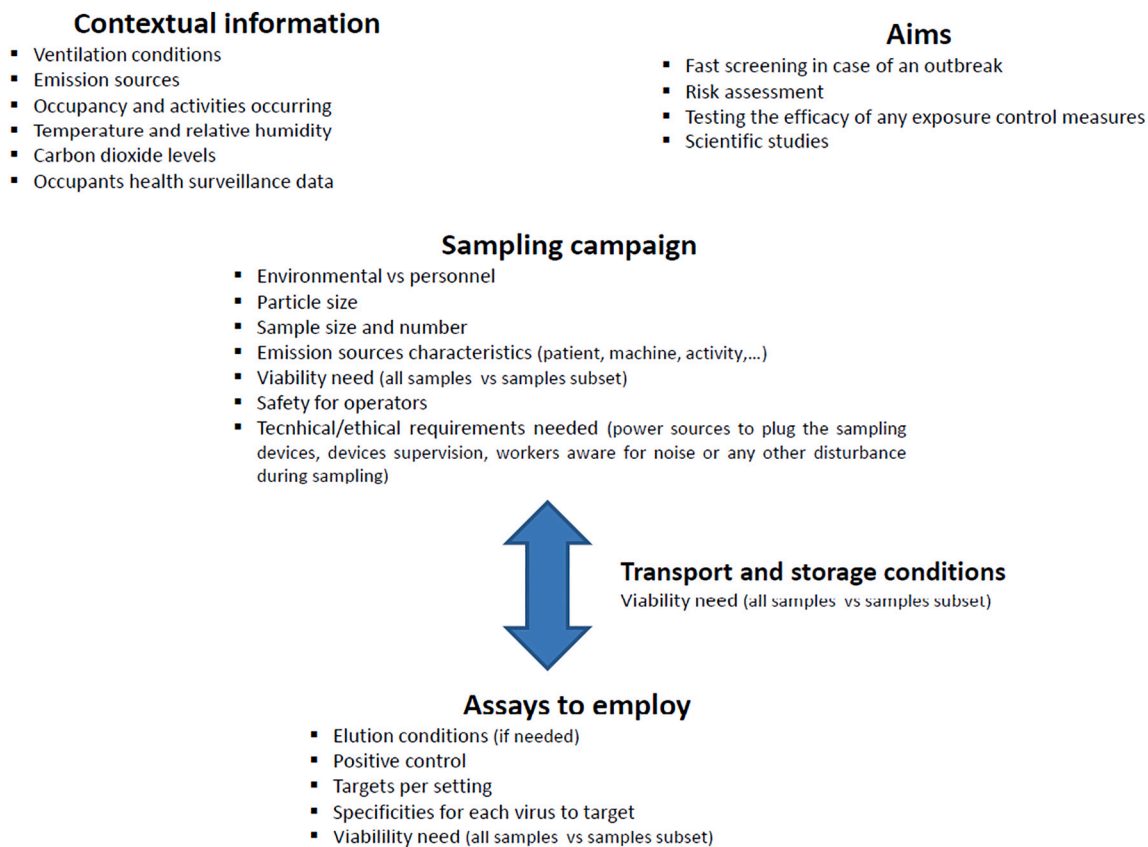 Contextual information
▪ Ventilation conditions
▪ Emission sources
▪ Occupancy and activities occurring
▪ Temperature and relative humidity
▪ Carbon dioxide levels
▪ Occupants health surveillance data
Aims
▪ Fast screening in case of an outbreak
▪ Risk assessment
▪ Testing the efficacy of any exposure control measures
▪ Scientific studies
Sampling campaign
▪ Environmental vs personnel
▪ Particle size
▪ Sample size and number
▪ Emission sources characteristics (patient, machine, activity,...)
▪ Viability need (all samples vs samples subset)
▪ Safety for operators
▪ Tecnhical/ethical requirements needed (power sources to plug the sampling
devices, devices supervision, workers aware for noise or any other disturbance
during sampling)
Transport and storage conditions
Viability need (all samples vs samples subset)
Assays to employ
▪ Elution conditions (if needed)
▪ Positive control
▪ Targets per setting
▪ Specificities for each virus to target
▪ Viabilility need (all samples vs samples subset)